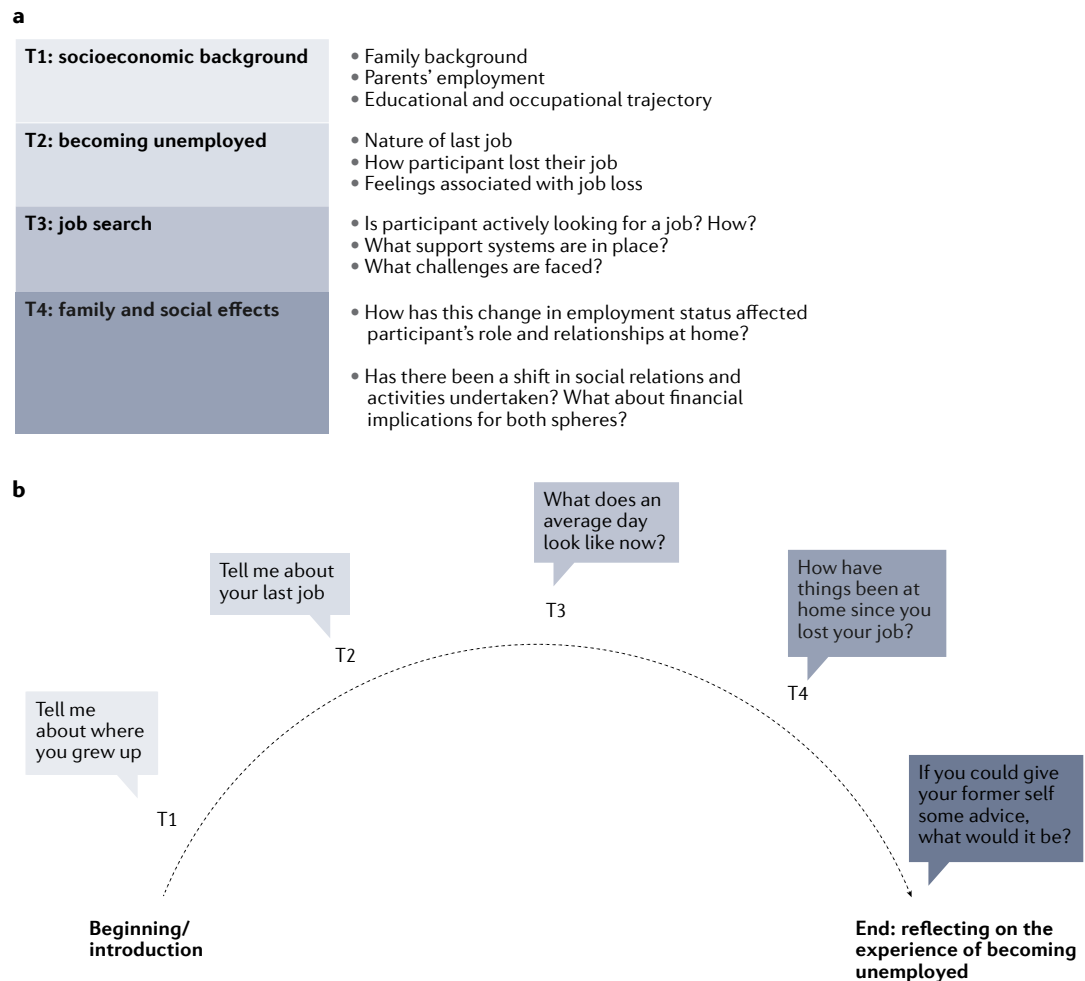 a
T1: socioeconomic background
• Family background
• Parents' employment
• Educational and occupational trajectory
T2: becoming unemployed
• Nature of last job
• How participant lost their job
• Feelings associated with job loss
T3: job search
• Is participant actively looking for a job? How?
• What support systems are in place?
• What challenges are faced?
T4: family and social effects
• How has this change in employment status affected
participant's role and relationships at home?
• Has there been a shift in social relations and
activities undertaken? What about financial
implications for both spheres?
b
Tell me
about where
you grew up
T1
Tell me about
your last job
T2
What does an
average day
look like now?
T3
How have
things been at
home since you
lost your job?
T4
If you could give
your former self
some advice,
what would it be?
Beginning/
introduction
End: reflecting on the
experience of becoming
unemployed